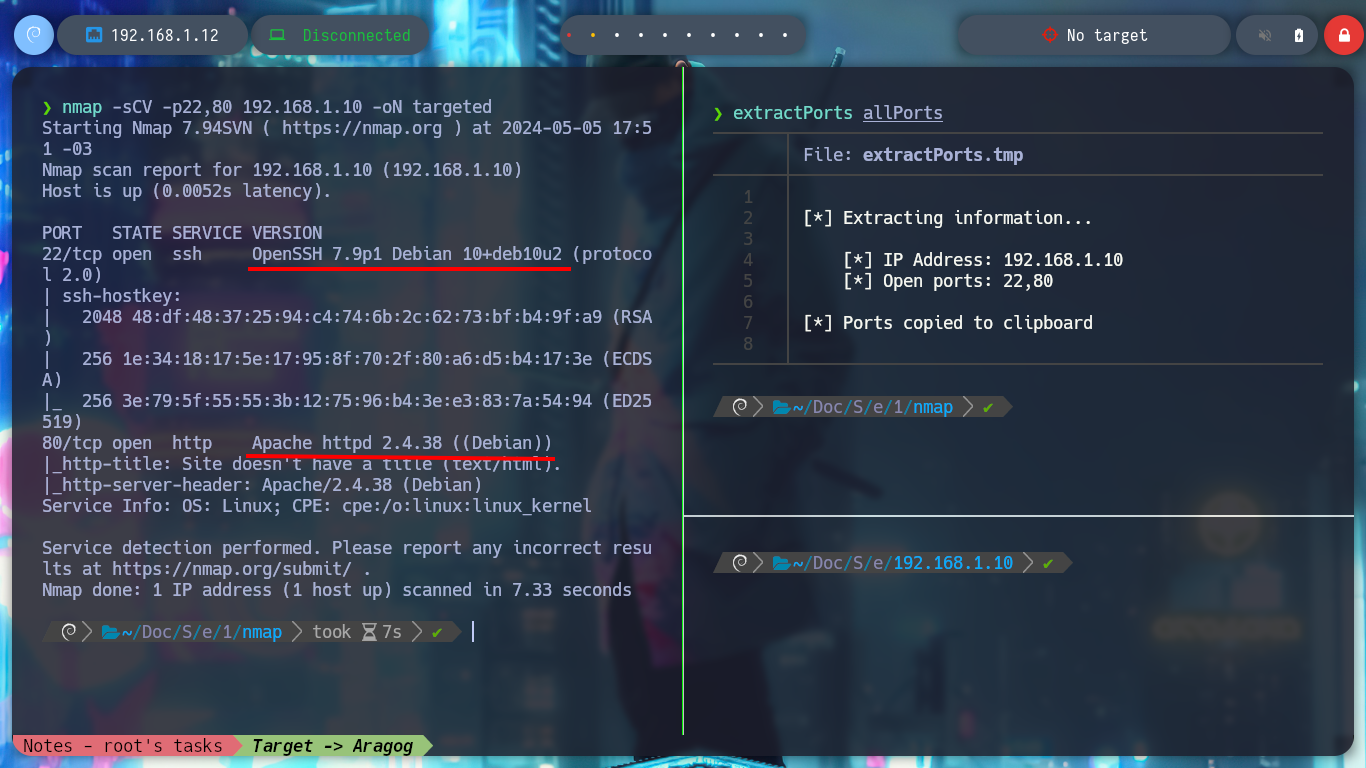 192.168.1.12
Disconnected
No target
❯ nmap -sCV -p22,80 192.168.1.10 -oN targeted
Starting Nmap 7.94SVN ( https://nmap.org ) at 2024-05-05 17:5
1 -03
Nmap scan report for 192.168.1.10 (192.168.1.10)
Host is up (0.0052s latency).
PORT   STATE SERVICE VERSION
22/tcp open  ssh     OpenSSH 7.9p1 Debian 10+deb10u2 (protoco
l 2.0)
| ssh-hostkey:
|   2048 48:df:48:37:25:94:c4:74:6b:2c:62:73:bf:b4:9f:a9 (RSA
)
|   256 1e:34:18:17:5e:17:95:8f:70:2f:80:a6:d5:b4:17:3e (ECDS
A)
|_  256 3e:79:5f:55:55:3b:12:75:96:b4:3e:e3:83:7a:54:94 (ED25
519)
80/tcp open  http    Apache httpd 2.4.38 ((Debian))
|_http-title: Site doesn't have a title (text/html).
|_http-server-header: Apache/2.4.38 (Debian)
Service Info: OS: Linux; CPE: cpe:/o:linux:linux_kernel
Service detection performed. Please report any incorrect resu
lts at https://nmap.org/submit/ .
Nmap done: 1 IP address (1 host up) scanned in 7.33 seconds
~/Doc/S/e/1/nmap took 7s ✔
❯ extractPorts allPorts
File: extractPorts.tmp
1
2 [*] Extracting information...
3
4     [*] IP Address: 192.168.1.10
5     [*] Open ports: 22,80
6
7 [*] Ports copied to clipboard
8
~/Doc/S/e/1/nmap ✔
~/Doc/S/e/192.168.1.10 ✔
Notes - root's tasks
Target -> Aragog